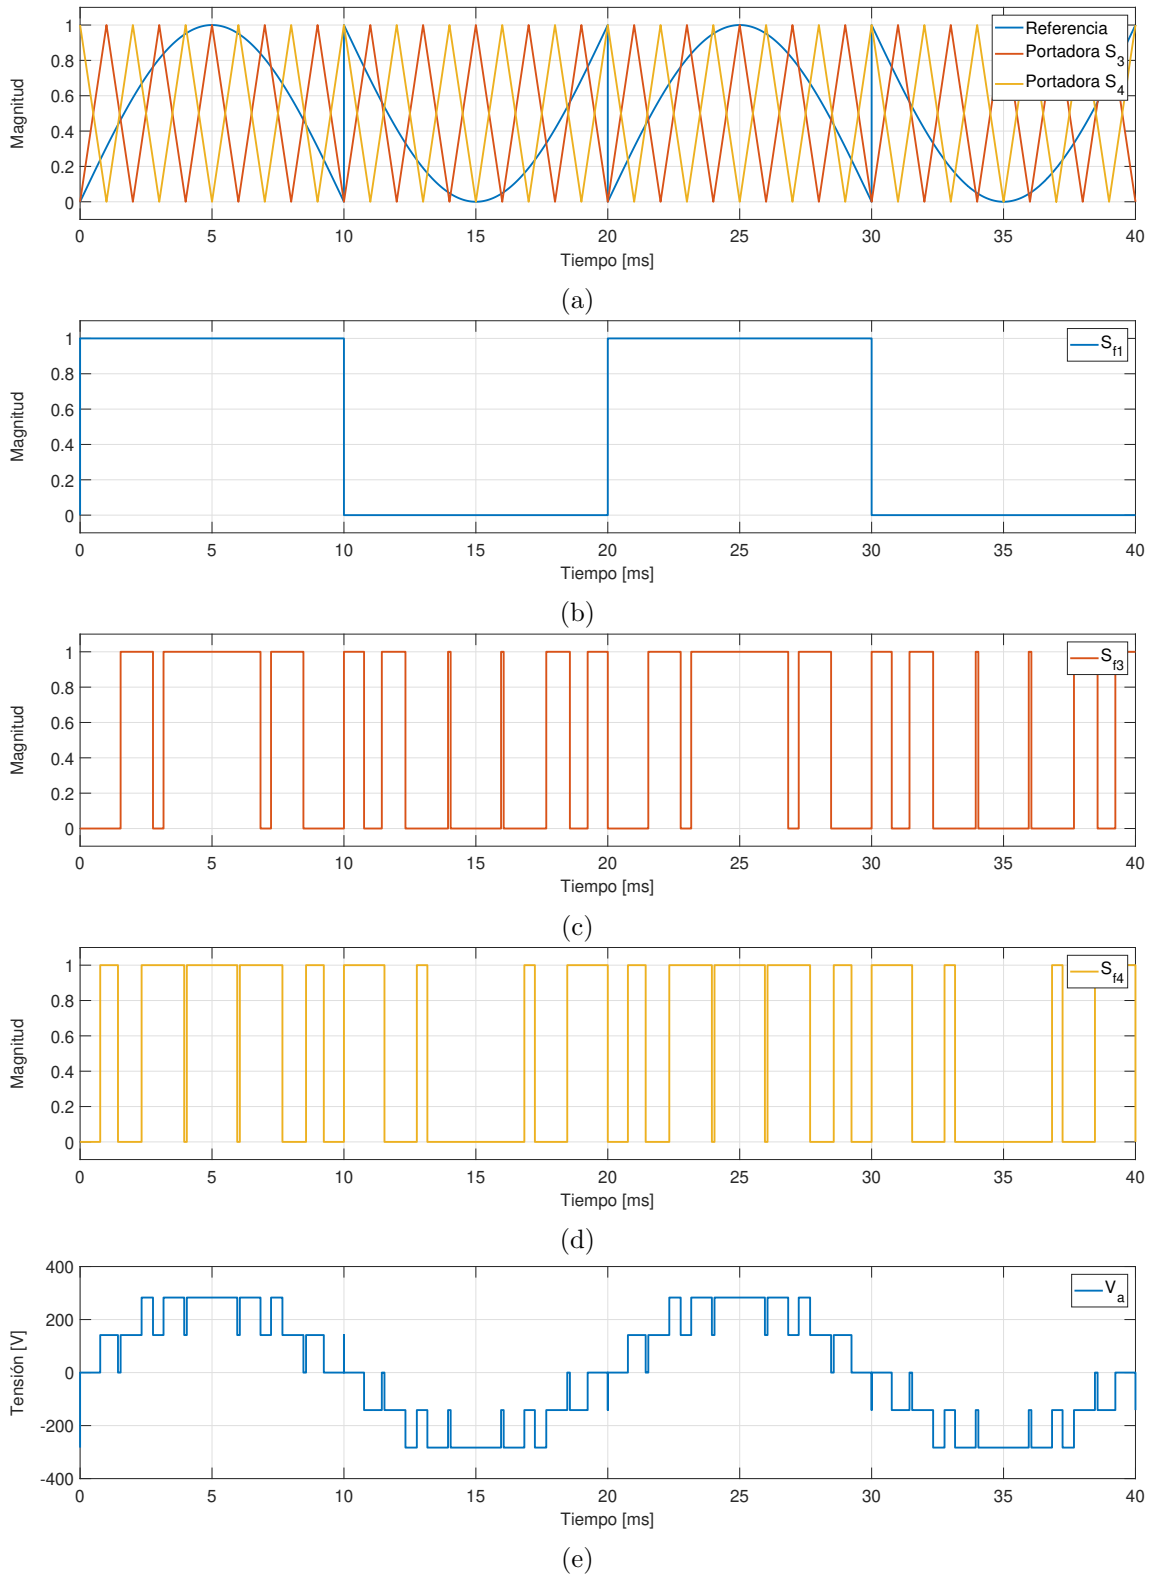 1
0.8
0.6
0.4
0.2
0
Magnitud
Referencia
Portadora S3
Portadora S4
0 5 10 15 20 25 30 35 40
Tiempo [ms]
(a)
1
0.8
0.6
0.4
0.2
0
Magnitud
Sf1
0 5 10 15 20 25 30 35 40
Tiempo [ms]
(b)
1
0.8
0.6
0.4
0.2
0
Magnitud
Sf3
0 5 10 15 20 25 30 35 40
Tiempo [ms]
(c)
1
0.8
0.6
0.4
0.2
0
Magnitud
Sf4
0 5 10 15 20 25 30 35 40
Tiempo [ms]
(d)
400
200
0
-200
-400
Tensión [V]
Va
0 5 10 15 20 25 30 35 40
Tiempo [ms]
(e)